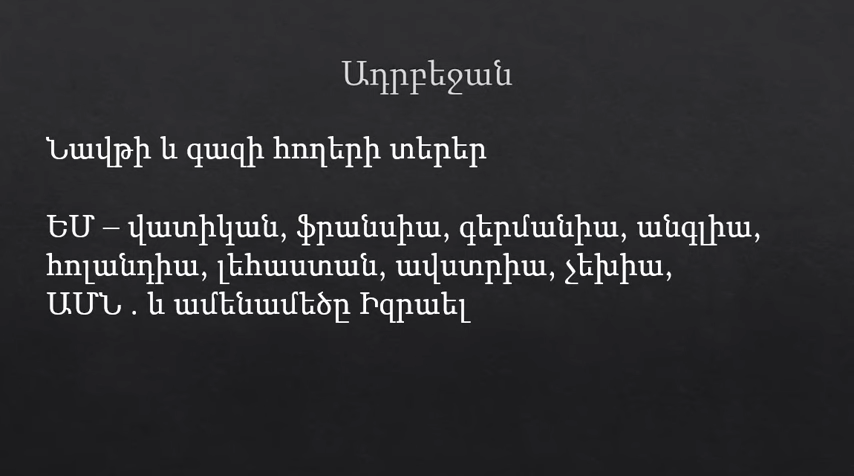 Ադրբեջան
Նավթի և գազի հողերի տերեր
ԵՄ – վատիկան, ֆրանսիա, գերմանիա, անգլիա,
հոլանդիա, լեհաստան, ավստրիա, չեխիա,
ԱՄՆ . և ամենամեծը Իզրաել